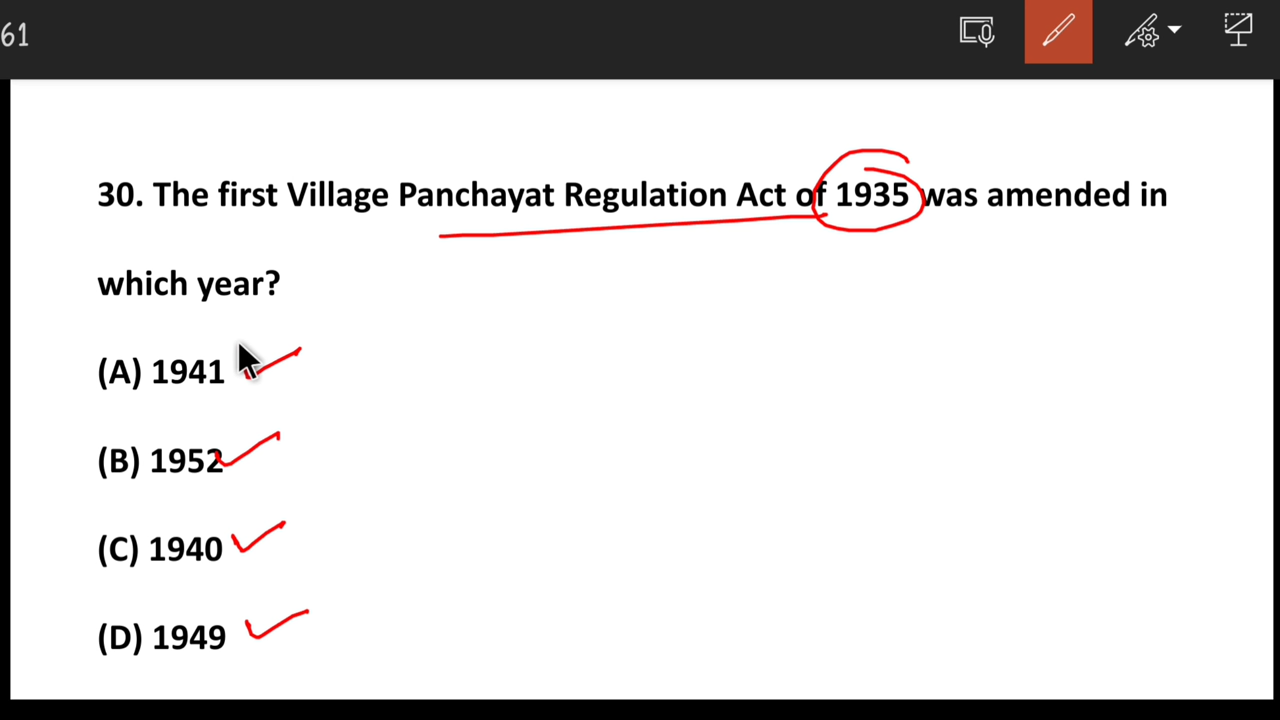 61
30. The first Village Panchayat Regulation Act of 1935 was amended in
which year?
(A) 1941
(B) 1952
(C) 1940
(D) 1949